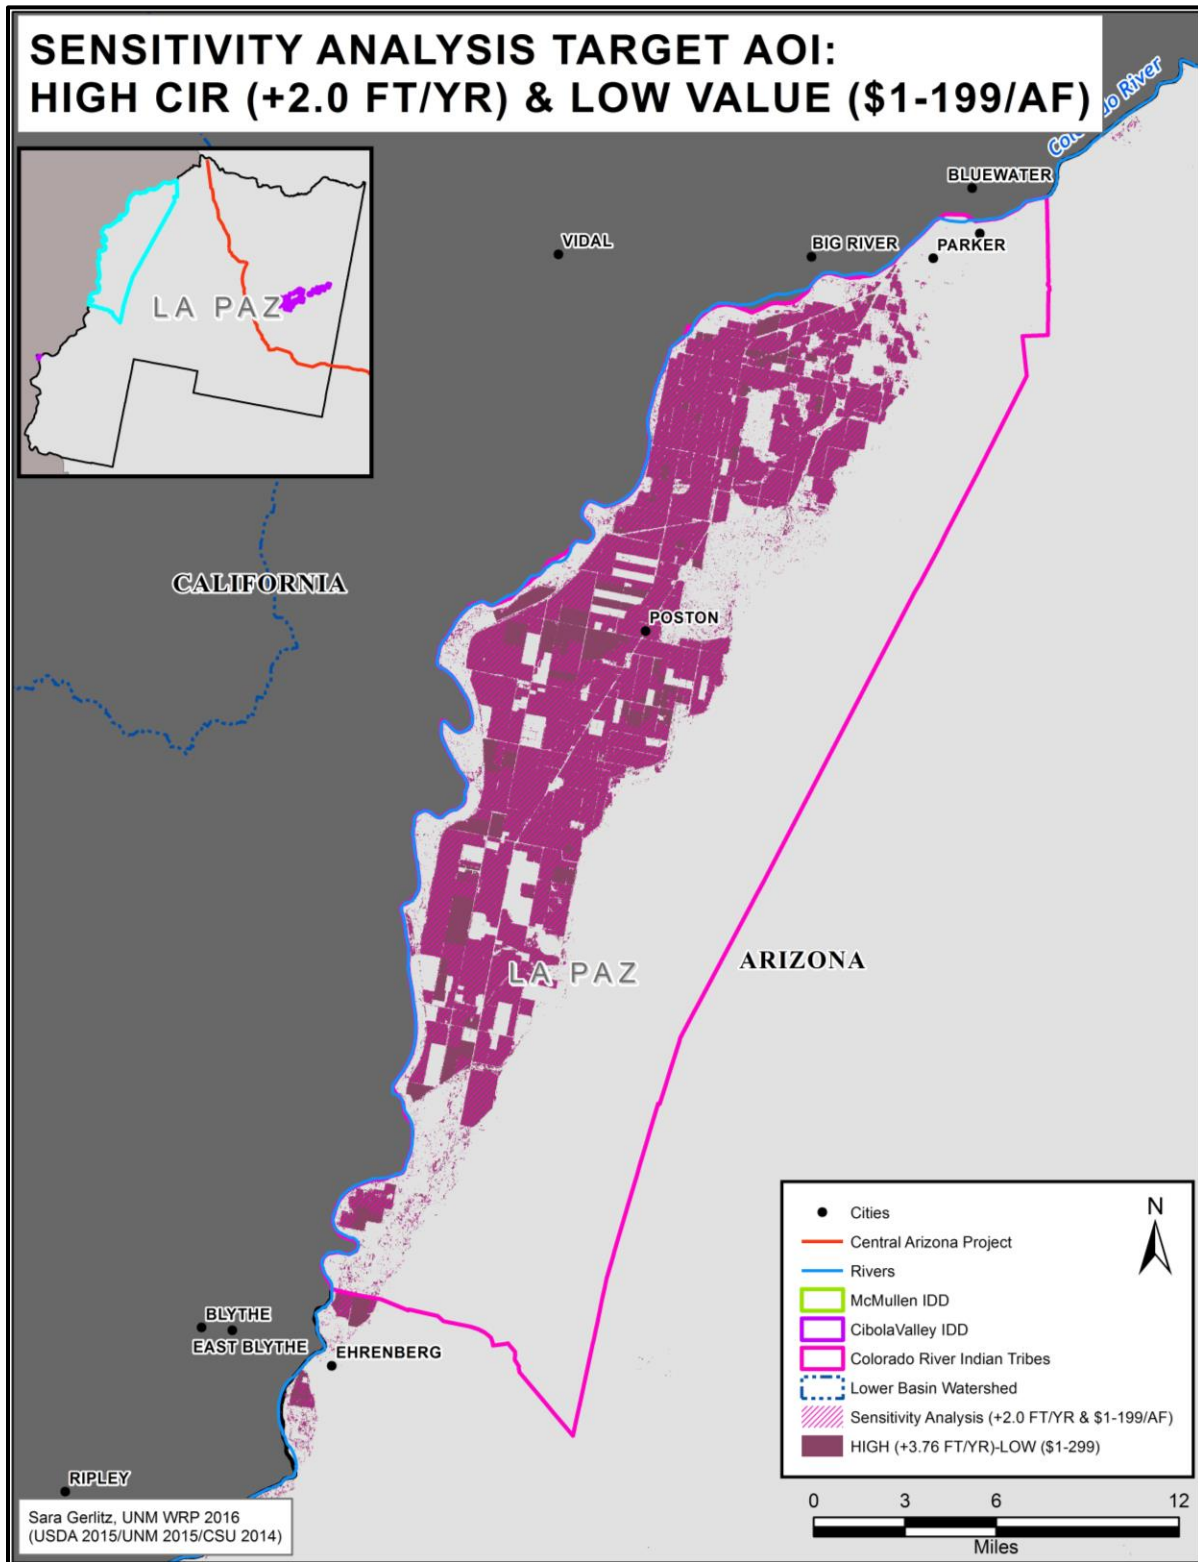 SENSITIVITY ANALYSIS TARGET AOI:
HIGH CIR (+2.0 FT/YR) & LOW VALUE ($1-199/AF)
River
BLUEWATER
VIDAL
BIG RIVER
PARKER
LA PAZ
CALIFORNIA
POSTON
ARIZONA
LA PAZ
BLYTHE
EAST BLYTHE
EHRENBERG
RIPLEY
Sara Gerlitz, UNM WRP 2016
(USDA 2015/UNM 2015/CSU 2014)
N
Cities
Central Arizona Project
Rivers
McMullen IDD
CibolaValley IDD
Colorado River Indian Tribes
Lower Basin Watershed
Sensitivity Analysis (+2.0 FT/YR & $1-199/AF)
HIGH (+3.76 FT/YR)-LOW ($1-299)
0 3 6 12
Miles